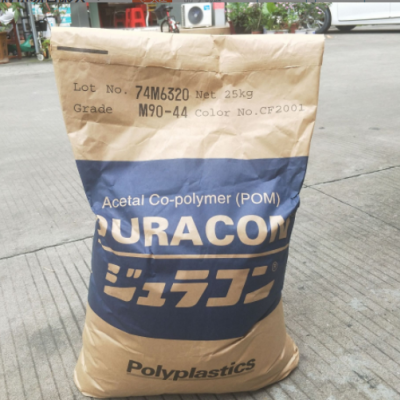 Lot No. 74M6320 Net 25kg
Grade M90-44 Color No.CF2001
Acetal Co-polymer (POM)
DURACON
ジュラコン®
Polyplastics